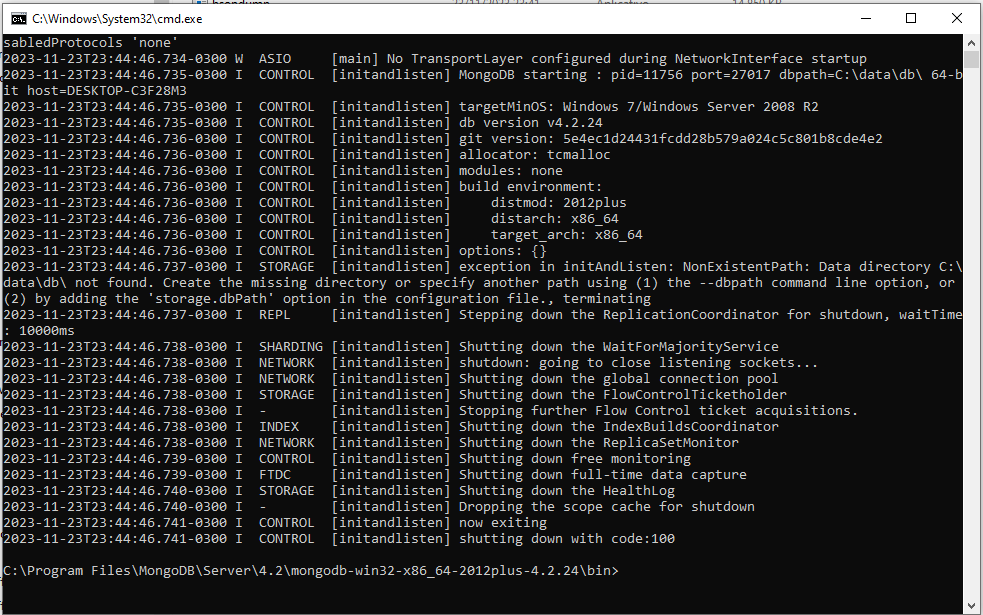 C:\Windows\System32\cmd.exe
sabledProtocols 'none'
2023-11-23T23:44:46.734-0300 W  ASIO     [main] No TransportLayer configured during NetworkInterface startup
2023-11-23T23:44:46.735-0300 I  CONTROL  [initandlisten] MongoDB starting : pid=11756 port=27017 dbpath=C:\data\db\ 64-b
it host=DESKTOP-C3F28M3
2023-11-23T23:44:46.735-0300 I  CONTROL  [initandlisten] targetMinOS: Windows 7/Windows Server 2008 R2
2023-11-23T23:44:46.735-0300 I  CONTROL  [initandlisten] db version v4.2.24
2023-11-23T23:44:46.736-0300 I  CONTROL  [initandlisten] git version: 5e4ec1d24431fcdd28b579a024c5c801b8cde4e2
2023-11-23T23:44:46.736-0300 I  CONTROL  [initandlisten] allocator: tcmalloc
2023-11-23T23:44:46.736-0300 I  CONTROL  [initandlisten] modules: none
2023-11-23T23:44:46.736-0300 I  CONTROL  [initandlisten] build environment:
2023-11-23T23:44:46.736-0300 I  CONTROL  [initandlisten]     distmod: 2012plus
2023-11-23T23:44:46.736-0300 I  CONTROL  [initandlisten]     distarch: x86_64
2023-11-23T23:44:46.736-0300 I  CONTROL  [initandlisten]     target_arch: x86_64
2023-11-23T23:44:46.736-0300 I  CONTROL  [initandlisten] options: {}
2023-11-23T23:44:46.737-0300 I  STORAGE  [initandlisten] exception in initAndListen: NonExistentPath: Data directory C:\
data\db\ not found. Create the missing directory or specify another path using (1) the --dbpath command line option, or
(2) by adding the 'storage.dbPath' option in the configuration file., terminating
2023-11-23T23:44:46.737-0300 I  REPL     [initandlisten] Stepping down the ReplicationCoordinator for shutdown, waitTime
: 10000ms
2023-11-23T23:44:46.738-0300 I  SHARDING [initandlisten] Shutting down the WaitForMajorityService
2023-11-23T23:44:46.738-0300 I  NETWORK  [initandlisten] shutdown: going to close listening sockets...
2023-11-23T23:44:46.738-0300 I  NETWORK  [initandlisten] Shutting down the global connection pool
2023-11-23T23:44:46.738-0300 I  STORAGE  [initandlisten] Shutting down the FlowControlTicketholder
2023-11-23T23:44:46.738-0300 I  -        [initandlisten] Stopping further Flow Control ticket acquisitions.
2023-11-23T23:44:46.738-0300 I  INDEX    [initandlisten] Shutting down the IndexBuildsCoordinator
2023-11-23T23:44:46.738-0300 I  NETWORK  [initandlisten] Shutting down the ReplicaSetMonitor
2023-11-23T23:44:46.739-0300 I  CONTROL  [initandlisten] Shutting down free monitoring
2023-11-23T23:44:46.739-0300 I  FTDC     [initandlisten] Shutting down full-time data capture
2023-11-23T23:44:46.740-0300 I  STORAGE  [initandlisten] Shutting down the HealthLog
2023-11-23T23:44:46.740-0300 I  -        [initandlisten] Dropping the scope cache for shutdown
2023-11-23T23:44:46.741-0300 I  CONTROL  [initandlisten] now exiting
2023-11-23T23:44:46.741-0300 I  CONTROL  [initandlisten] shutting down with code:100
C:\Program Files\MongoDB\Server\4.2\mongodb-win32-x86_64-2012plus-4.2.24\bin>